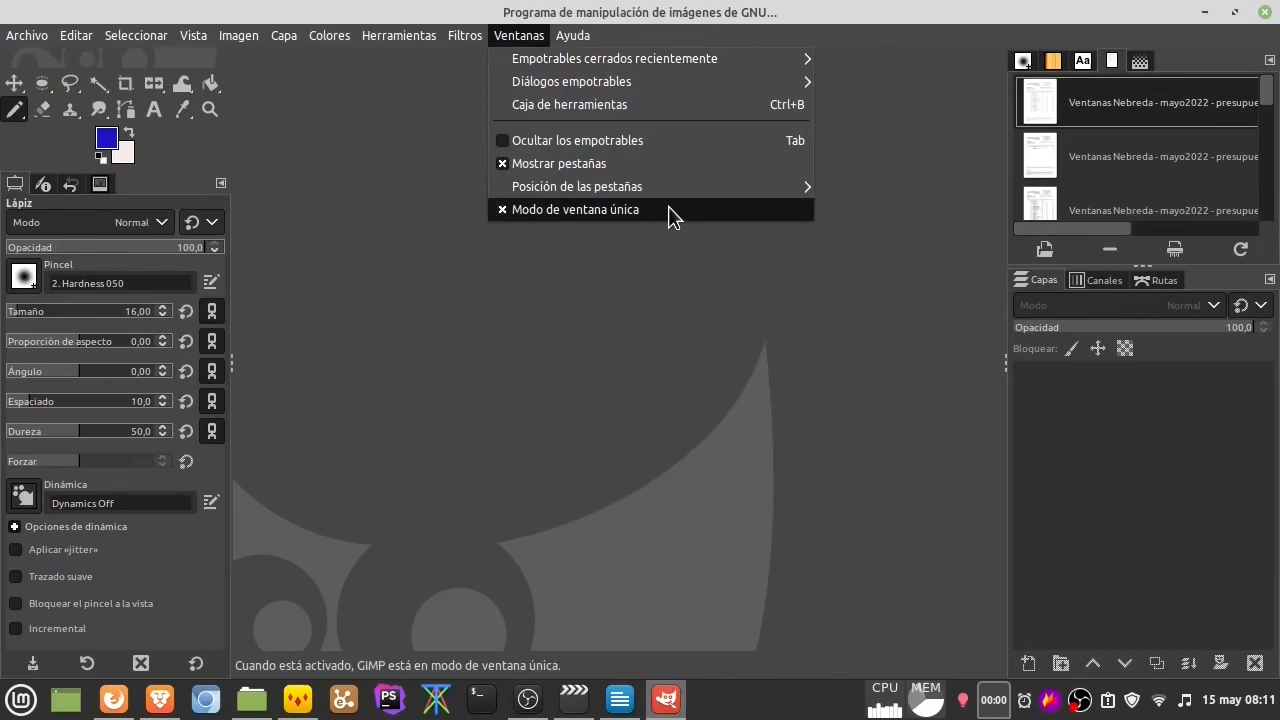 Programa de manipulación de imágenes de GNU...
Archivo Editar Seleccionar Vista Imagen Capa Colores Herramientas Filtros Ventanas Ayuda
Empotrables cerrados recientemente
Diálogos empotrables
Caja de herramientas Ctrl+B
Ocultar los empotrables Tab
Mostrar pestañas
Posición de las pestañas
Modo de ventana única
Lápiz
Modo Normal
Opacidad 100,0
Pincel
2. Hardness 050
Tamaño 16,00
Proporción de aspecto 0,00
Ángulo 0,00
Espaciado 10,0
Dureza 50,0
Forzar
Dinámica
Dynamics Off
Opciones de dinámica
Aplicar «jitter»
Trazado suave
Bloquear el pincel a la vista
Incremental
Cuando está activado, GIMP está en modo de ventana única.
Aa
Ventanas Nebreda - mayo2022 - presupue
Ventanas Nebreda - mayo2022 - presupue
Ventanas Nebreda - mayo2022 - presupue
Capas Canales Rutas
Modo Normal
Opacidad 100,0
Bloquear:
PS
CPU MEM
00:00
15 may 08:11